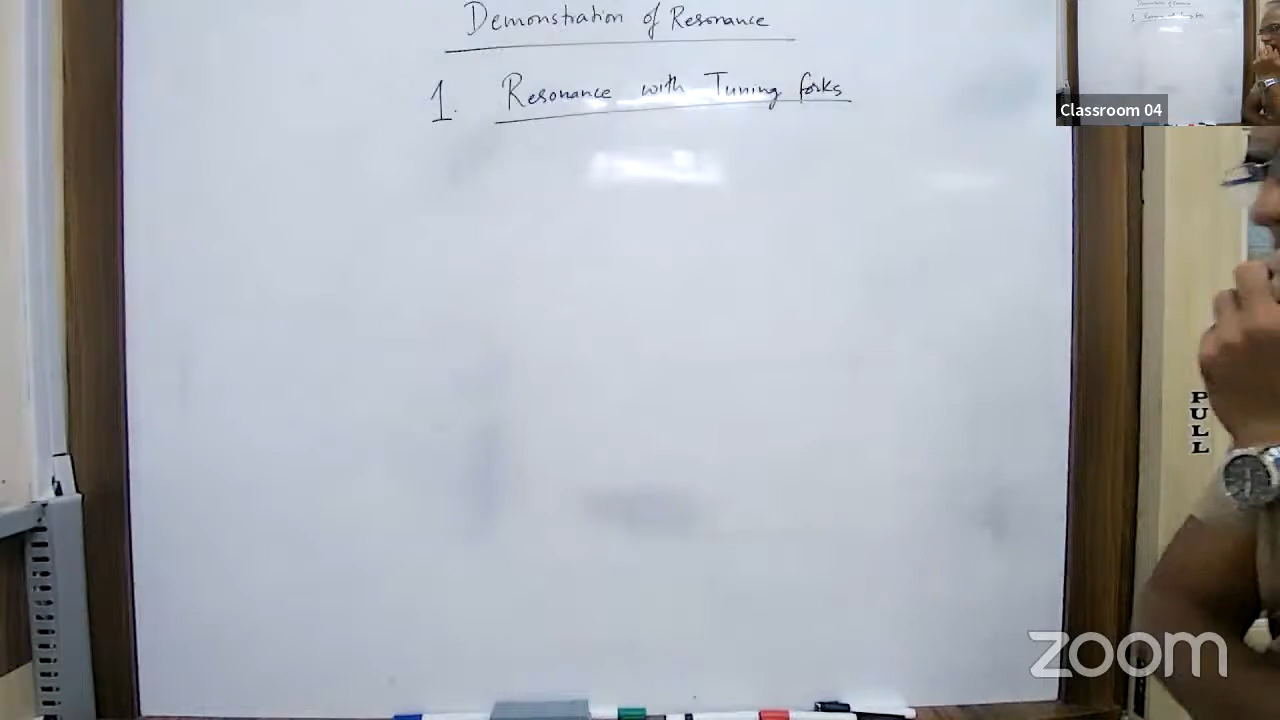 Demonstration of Resonance
1. Resonance with Tuning forks
Classroom 04
PULL
zoom